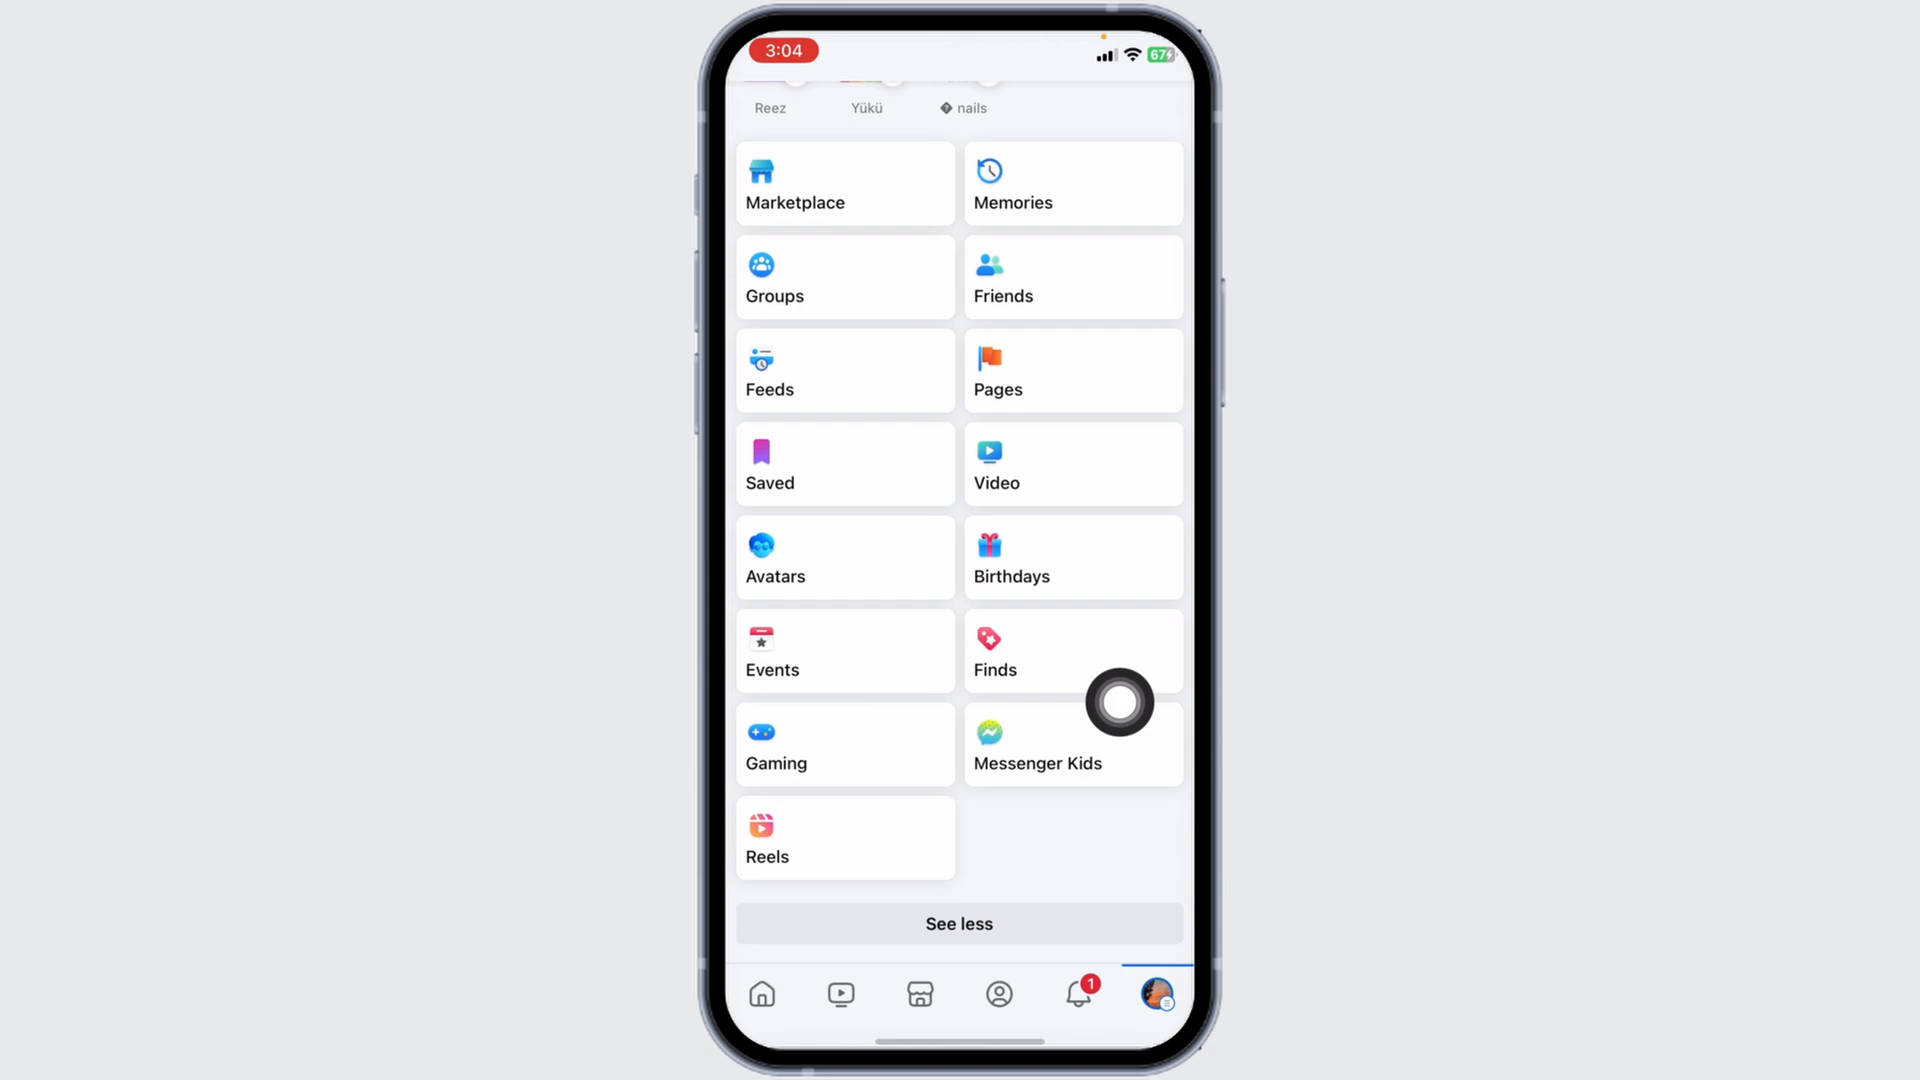 3:04
67
Reez Yükü nails
Marketplace Memories
Groups Friends
Feeds Pages
Saved Video
Avatars Birthdays
Events Finds
Gaming Messenger Kids
Reels
See less
1